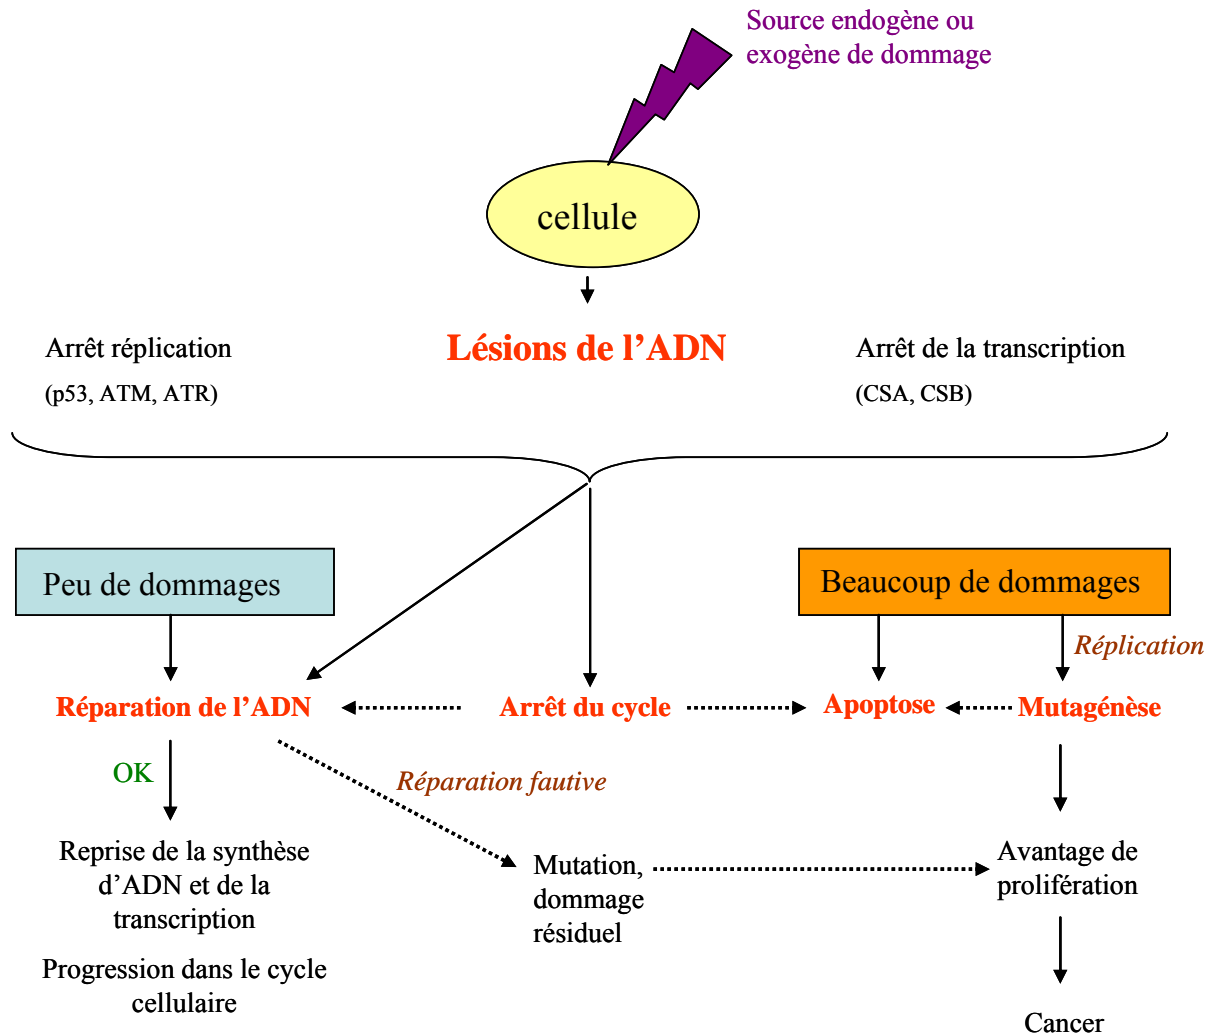 Source endogène ou
exogène de dommage
cellule
Lésions de l’ADN
Arrêt réplication
(p53, ATM, ATR)
Arrêt de la transcription
(CSA, CSB)
Peu de dommages
Beaucoup de dommages
Réplication
Réparation de l’ADN
Arrêt du cycle
Apoptose
Mutagénèse
OK
Réparation fautive
Reprise de la synthèse
d’ADN et de la
transcription
Mutation,
dommage
résiduel
Avantage de
prolifération
Progression dans le cycle
cellulaire
Cancer